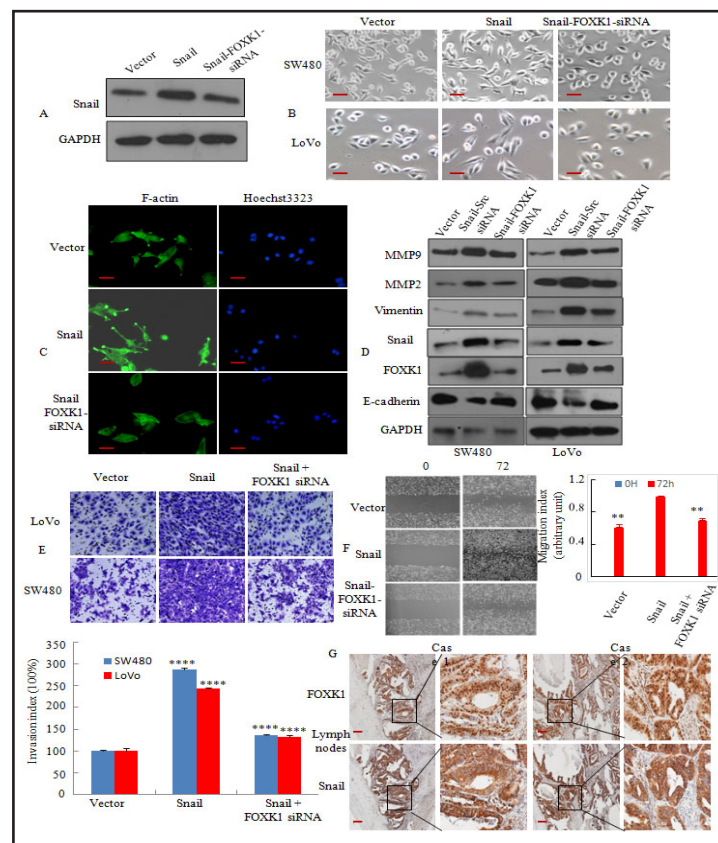 Vector
Snail
Snail-FOXK1-
siRNA
Snail
A
GAPDH
Vector
Snail
Snail-FOXK1-siRNA
SW480
B
LoVo
F-actin
Hoechst3323
Vector
Snail
C
Snail
FOXK1-
siRNA
Vector
Snail-Src
siRNA
Snail-FOXK1
siRNA
Vector
Snail-Src
siRNA
Snail-FOXK1
siRNA
MMP9
MMP2
Vimentin
Snail
D
FOXK1
E-cadherin
GAPDH
SW480
LoVo
Vector
Snail
Snail +
FOXK1 siRNA
LoVo
E
SW480
0
72
Vector
F
Snail
Snail-
FOXK1-
siRNA
Migration index
(arbitrary unit)
1.2
0.8
0.4
0
0H
72h
**
**
Vector
Snail
Snail +
FOXK1 siRNA
Invasion index (100%)
350
300
250
200
150
100
50
0
SW480
LoVo
****
****
****
****
Vector
Snail
Snail +
FOXK1 siRNA
G
Cas
e 1
Cas
e 2
FOXK1
Lymph
nodes
Snail